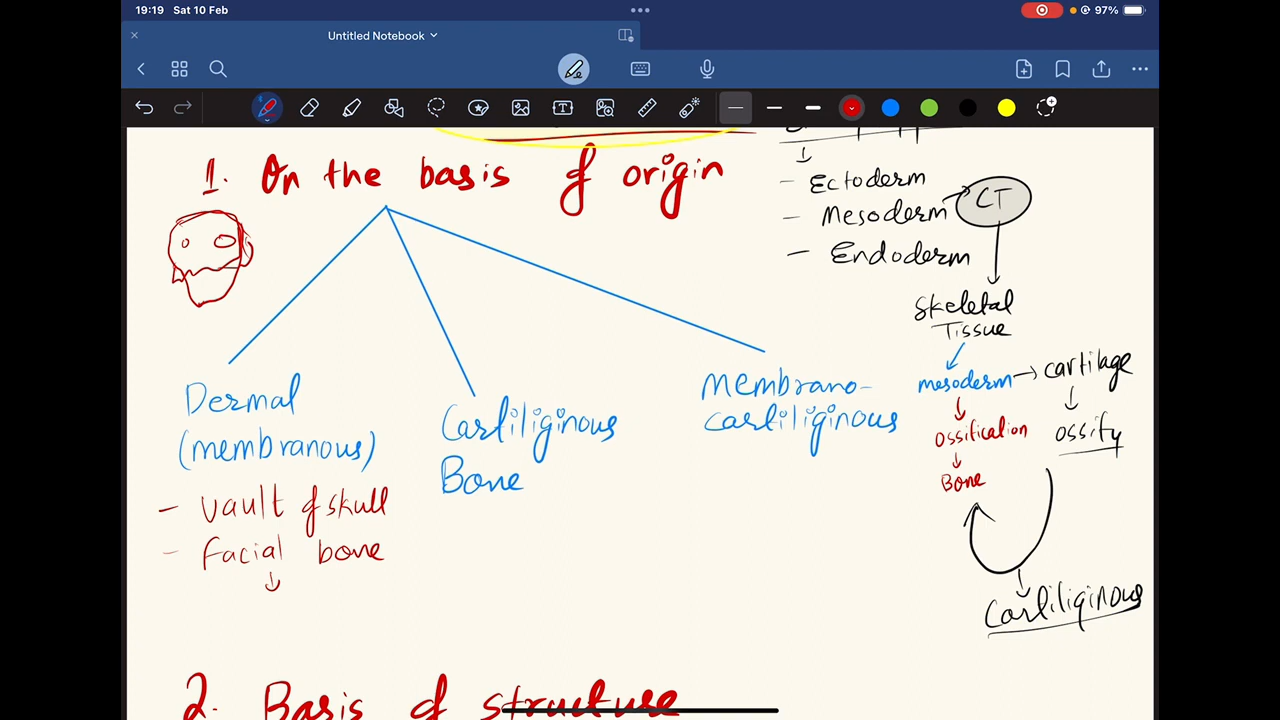 19:19 Sat 10 Feb
97%
Untitled Notebook
1. On the basis of origin
- Ectoderm
- Mesoderm → CT
- Endoderm
Skeletal
Tissue
mesoderm → cartilage
Ossification
ossify
Bone
Cartiliginous
Dermal
(membranous)
- Vault of skull
- Facial bone
Cartiliginous
Bone
Membrano-
cartiliginous
2. Basis of structure